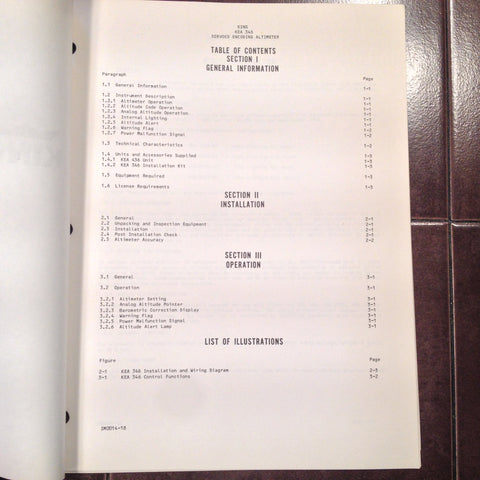 KING
KEA 346
SERVOED ENCODING ALTIMETER
TABLE OF CONTENTS
SECTION I
GENERAL INFORMATION
Paragraph Page
1.1 General Information 1-1
1.2 Instrument Description 1-1
1.2.1 Altimeter Operation 1-1
1.2.2 Altitude Code Operation 1-1
1.2.3 Analog Altitude Operation 1-1
1.2.4 Internal Lighting 1-1
1.2.5 Altitude Alert 1-1
1.2.6 Warning Flag 1-2
1.2.7 Power Malfunction Signal 1-2
1.3 Technical Characteristics 1-2
1.4 Units and Accessories Supplied 1-3
1.4.1 KEA 436 Unit 1-3
1.4.2 KEA 346 Installation Kit 1-3
1.5 Equipment Required 1-3
1.6 License Requirements 1-3
SECTION II
INSTALLATION
2.1 General 2-1
2.2 Unpacking and Inspection Equipment 2-1
2.3 Installation 2-1
2.4 Post Installation Check 2-1
2.5 Altimeter Accuracy 2-2
SECTION III
OPERATION
3.1 General 3-1
3.2 Operation 3-1
3.2.1 Altimeter Setting 3-1
3.2.2 Analog Altitude Pointer 3-1
3.2.3 Barometric Correction Display 3-1
3.2.4 Warning flag 3-1
3.2.5 Power Malfunction Signal 3-1
3.2.6 Altitude Alert Lamp 3-1
LIST OF ILLUSTRATIONS
Figure Page
2-1 KEA 346 Installation and Wiring Diagram 2-3
3-1 KEA 346 Control Functions 3-2